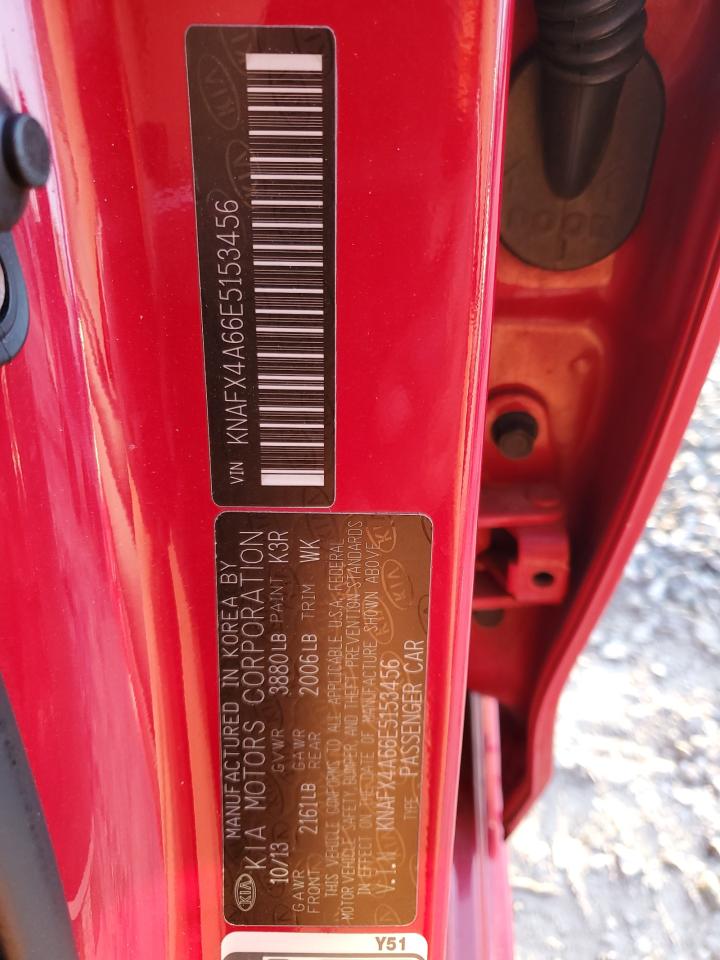 VIN KNAFX4A66E5153456
MANUFACTURED IN KOREA BY
KIA KIA MOTORS CORPORATION
10/13 GVWR 3880LB PAINT K3R
GAWR FRONT 2161LB GAWR REAR 2006LB TRIM WK
THIS VEHICLE CONFORMS TO ALL APPLICABLE U.S.A. FEDERAL
MOTOR VEHICLE SAFETY, BUMPER, AND THEFT PREVENTION STANDARDS
IN EFFECT ON THE DATE OF MANUFACTURE SHOWN ABOVE.
V.I.N KNAFX4A66E5153456
TYPE PASSENGER CAR
Y51